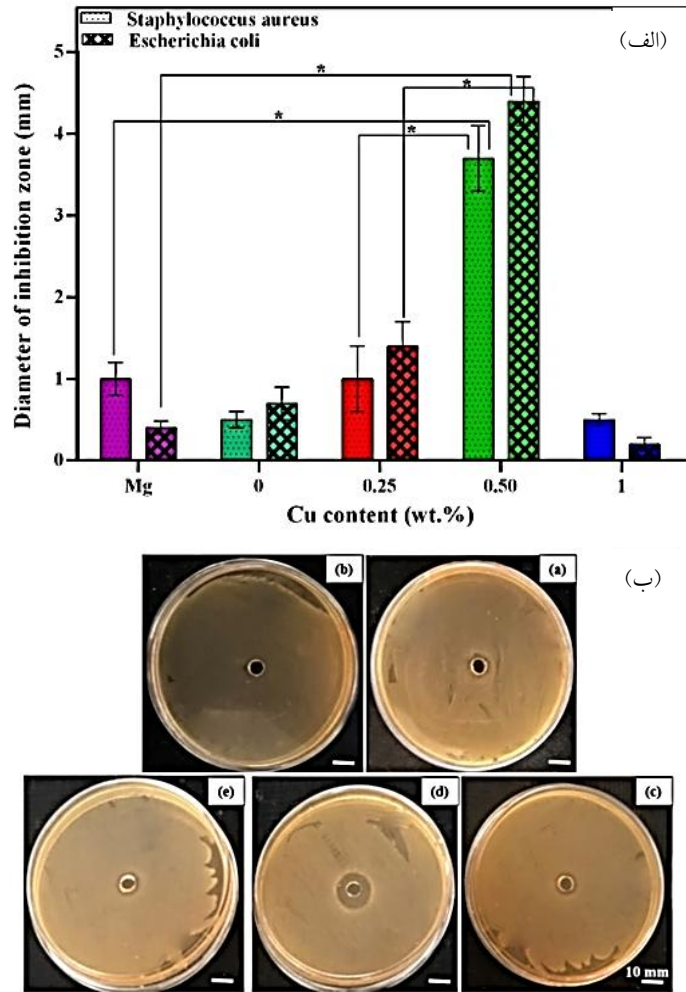 Staphylococcus aureus
Escherichia coli
(الف)
*
*
*
*
Diameter of inhibition zone (mm)
5
4
3
2
1
0
Mg
0
0.25
0.50
1
Cu content (wt.%)
(ب)
(b)
(a)
(e)
(d)
(c)
10 mm